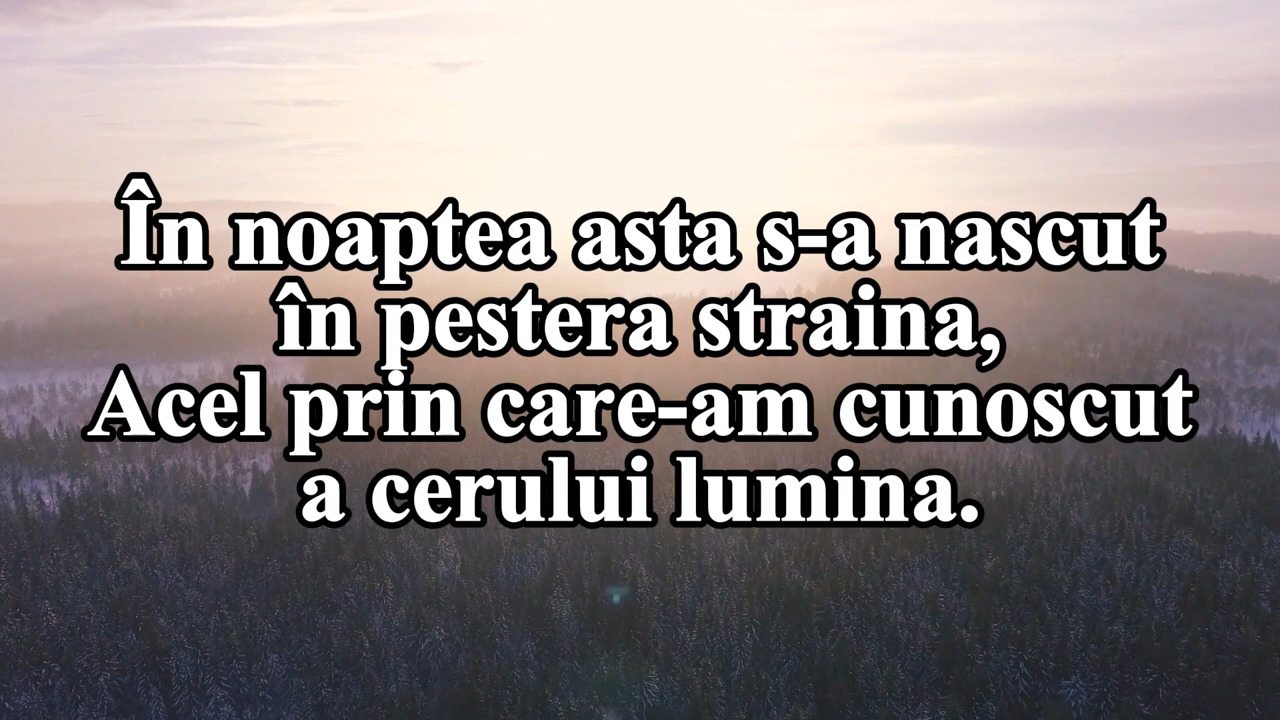 În noaptea asta s-a nascut
în pestera straina,
Acel prin care-am cunoscut
a cerului lumina.